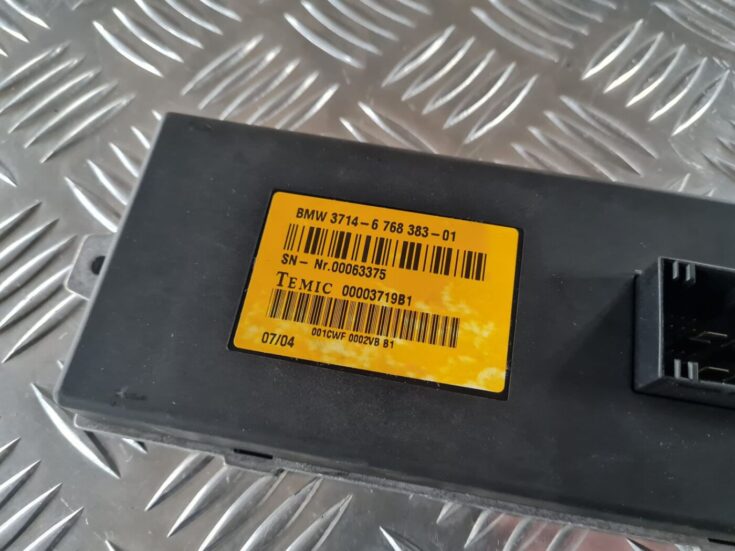 BMW 3714-6 768 383-01
SN- Nr.00063375
TEMIC 00003719B1
001CWF 0002VB B1
07/04